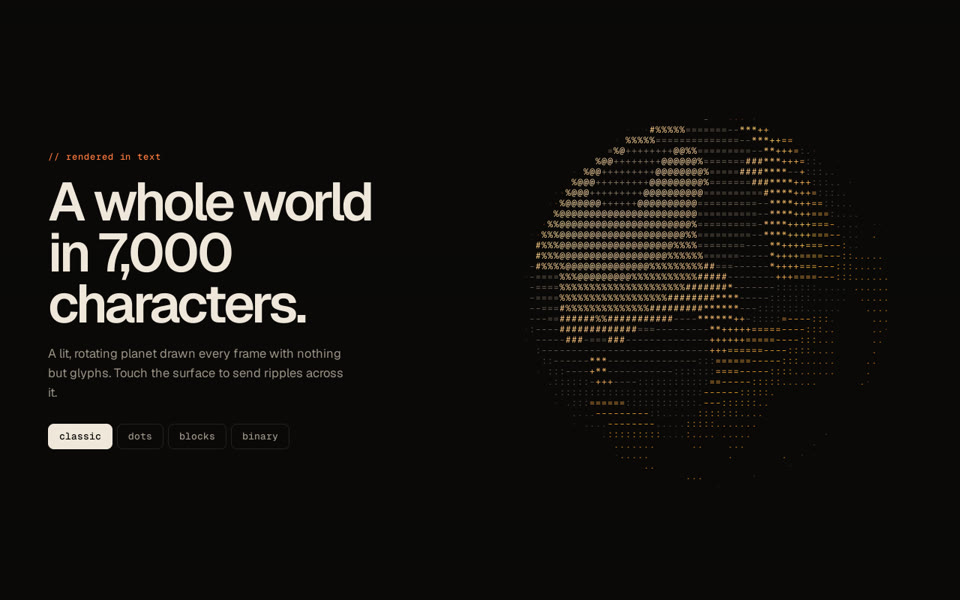 // rendered in text
A whole world
in 7,000
characters.
A lit, rotating planet drawn every frame with nothing
but glyphs. Touch the surface to send ripples across
it.
classic dots blocks binary